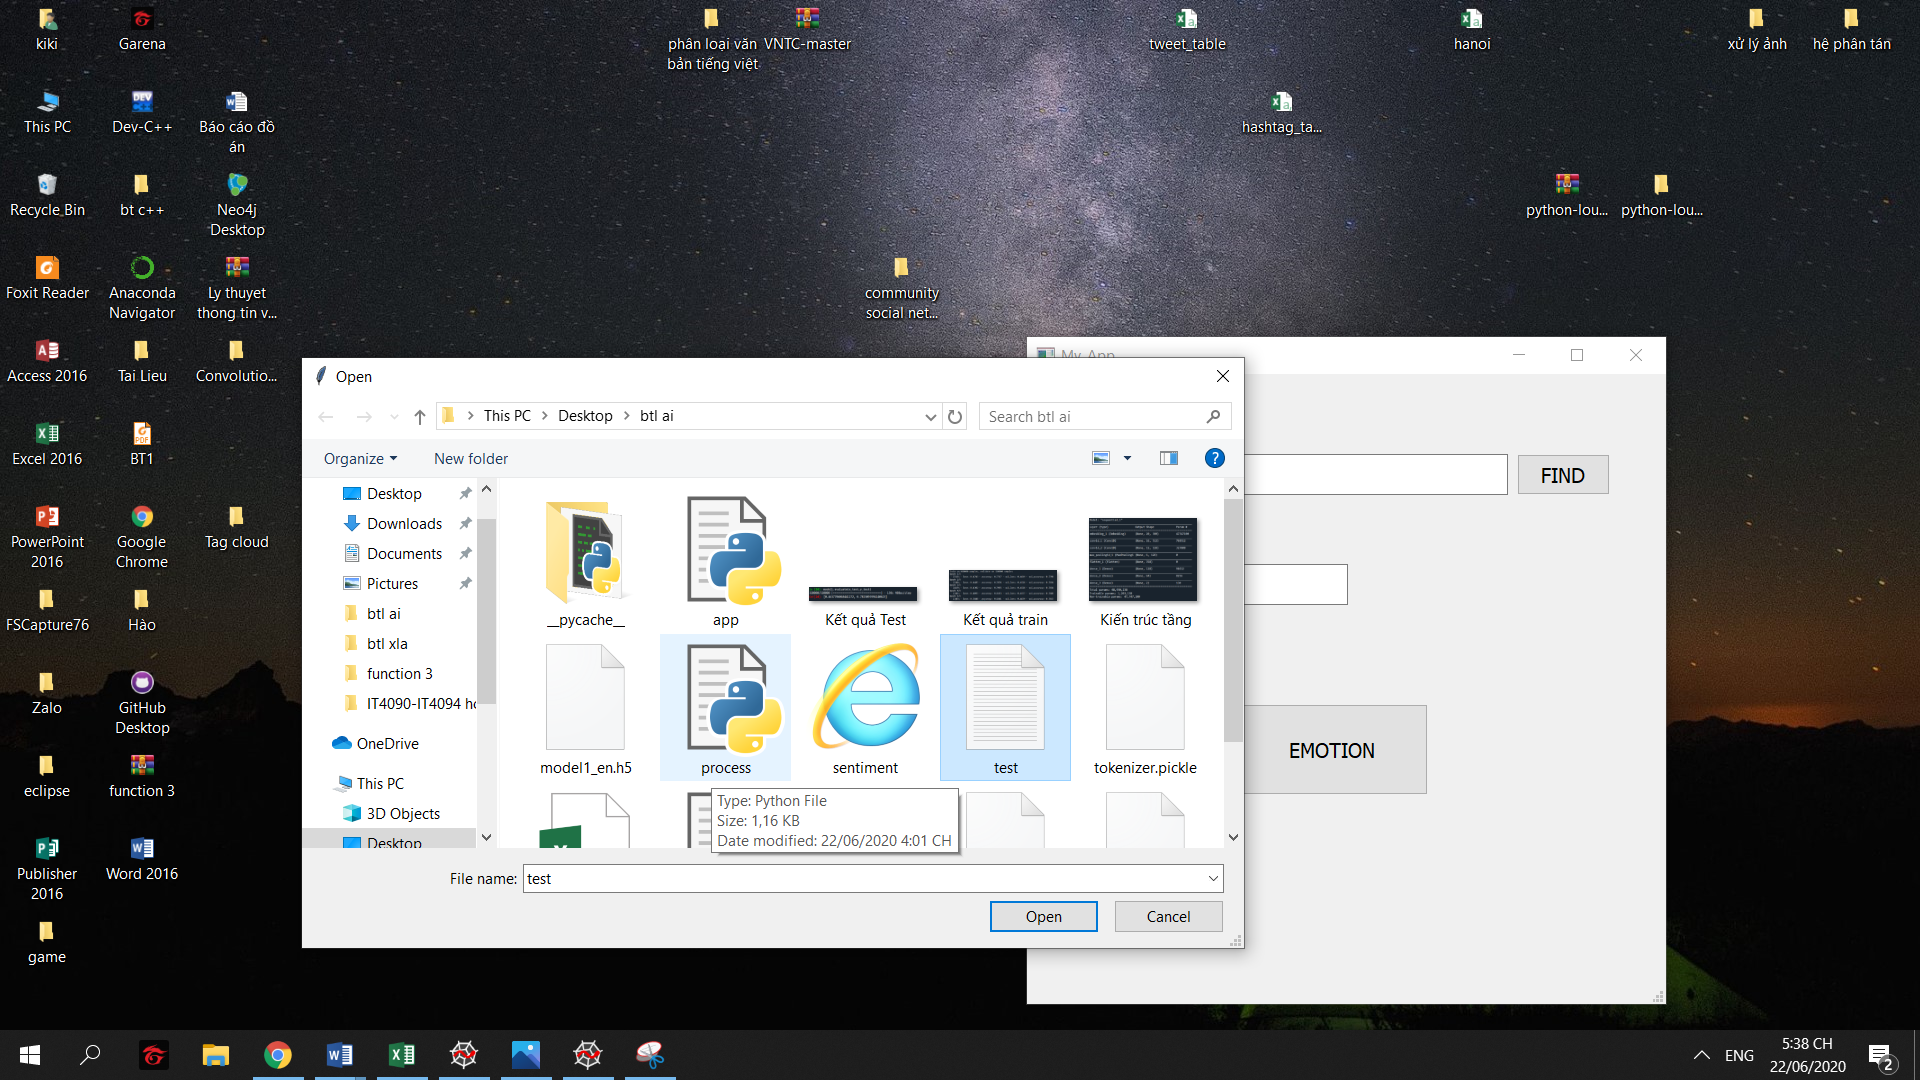 kiki
Garena
phân loại văn
bản tiếng việt
VNTC-master
tweet_table
hanoi
xử lý ảnh
hệ phân tán
This PC
Dev-C++
Báo cáo đồ
án
hashtag_ta...
Recycle Bin
bt c++
Neo4j
Desktop
python-lou...
python-lou...
Foxit Reader
Anaconda
Navigator
Ly thuyet
thong tin v...
community
social net...
Access 2016
Tai Lieu
Convolutio...
Excel 2016
BT1
PowerPoint
2016
Google
Chrome
Tag cloud
FSCapture76
Hào
Zalo
GitHub
Desktop
eclipse
function 3
Publisher
2016
Word 2016
game
My App
FIND
EMOTION
Open
This PC
Desktop
btl ai
Search btl ai
Organize
New folder
Desktop
Downloads
Documents
Pictures
btl ai
btl xla
function 3
IT4090-IT4094 h
OneDrive
This PC
3D Objects
Desktop
__pycache__
app
Kết quả Test
Kết quả train
Kiến trúc tầng
model1_en.h5
process
sentiment
test
tokenizer.pickle
Type: Python File
Size: 1,16 KB
Date modified: 22/06/2020 4:01 CH
File name:
test
Open
Cancel
ENG
5:38 CH
22/06/2020
2